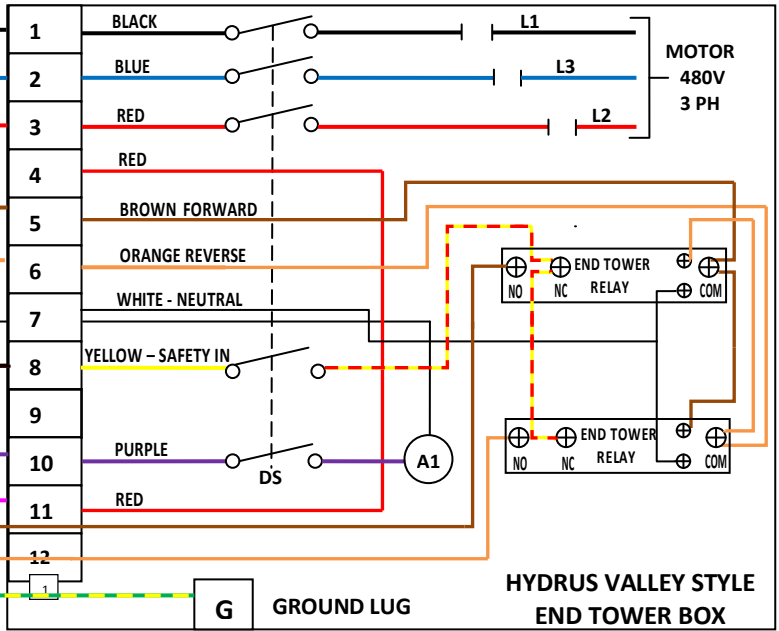 1
BLACK
L1
MOTOR
480V
3 PH
2
BLUE
L3
3
RED
L2
4
RED
5
BROWN FORWARD
6
ORANGE REVERSE
END TOWER
RELAY
NO
NC
COM
WHITE - NEUTRAL
7
8
YELLOW – SAFETY IN
9
END TOWER
RELAY
NO
NC
COM
10
PURPLE
A1
DS
11
RED
12
1
G
GROUND LUG
HYDRUS VALLEY STYLE
END TOWER BOX